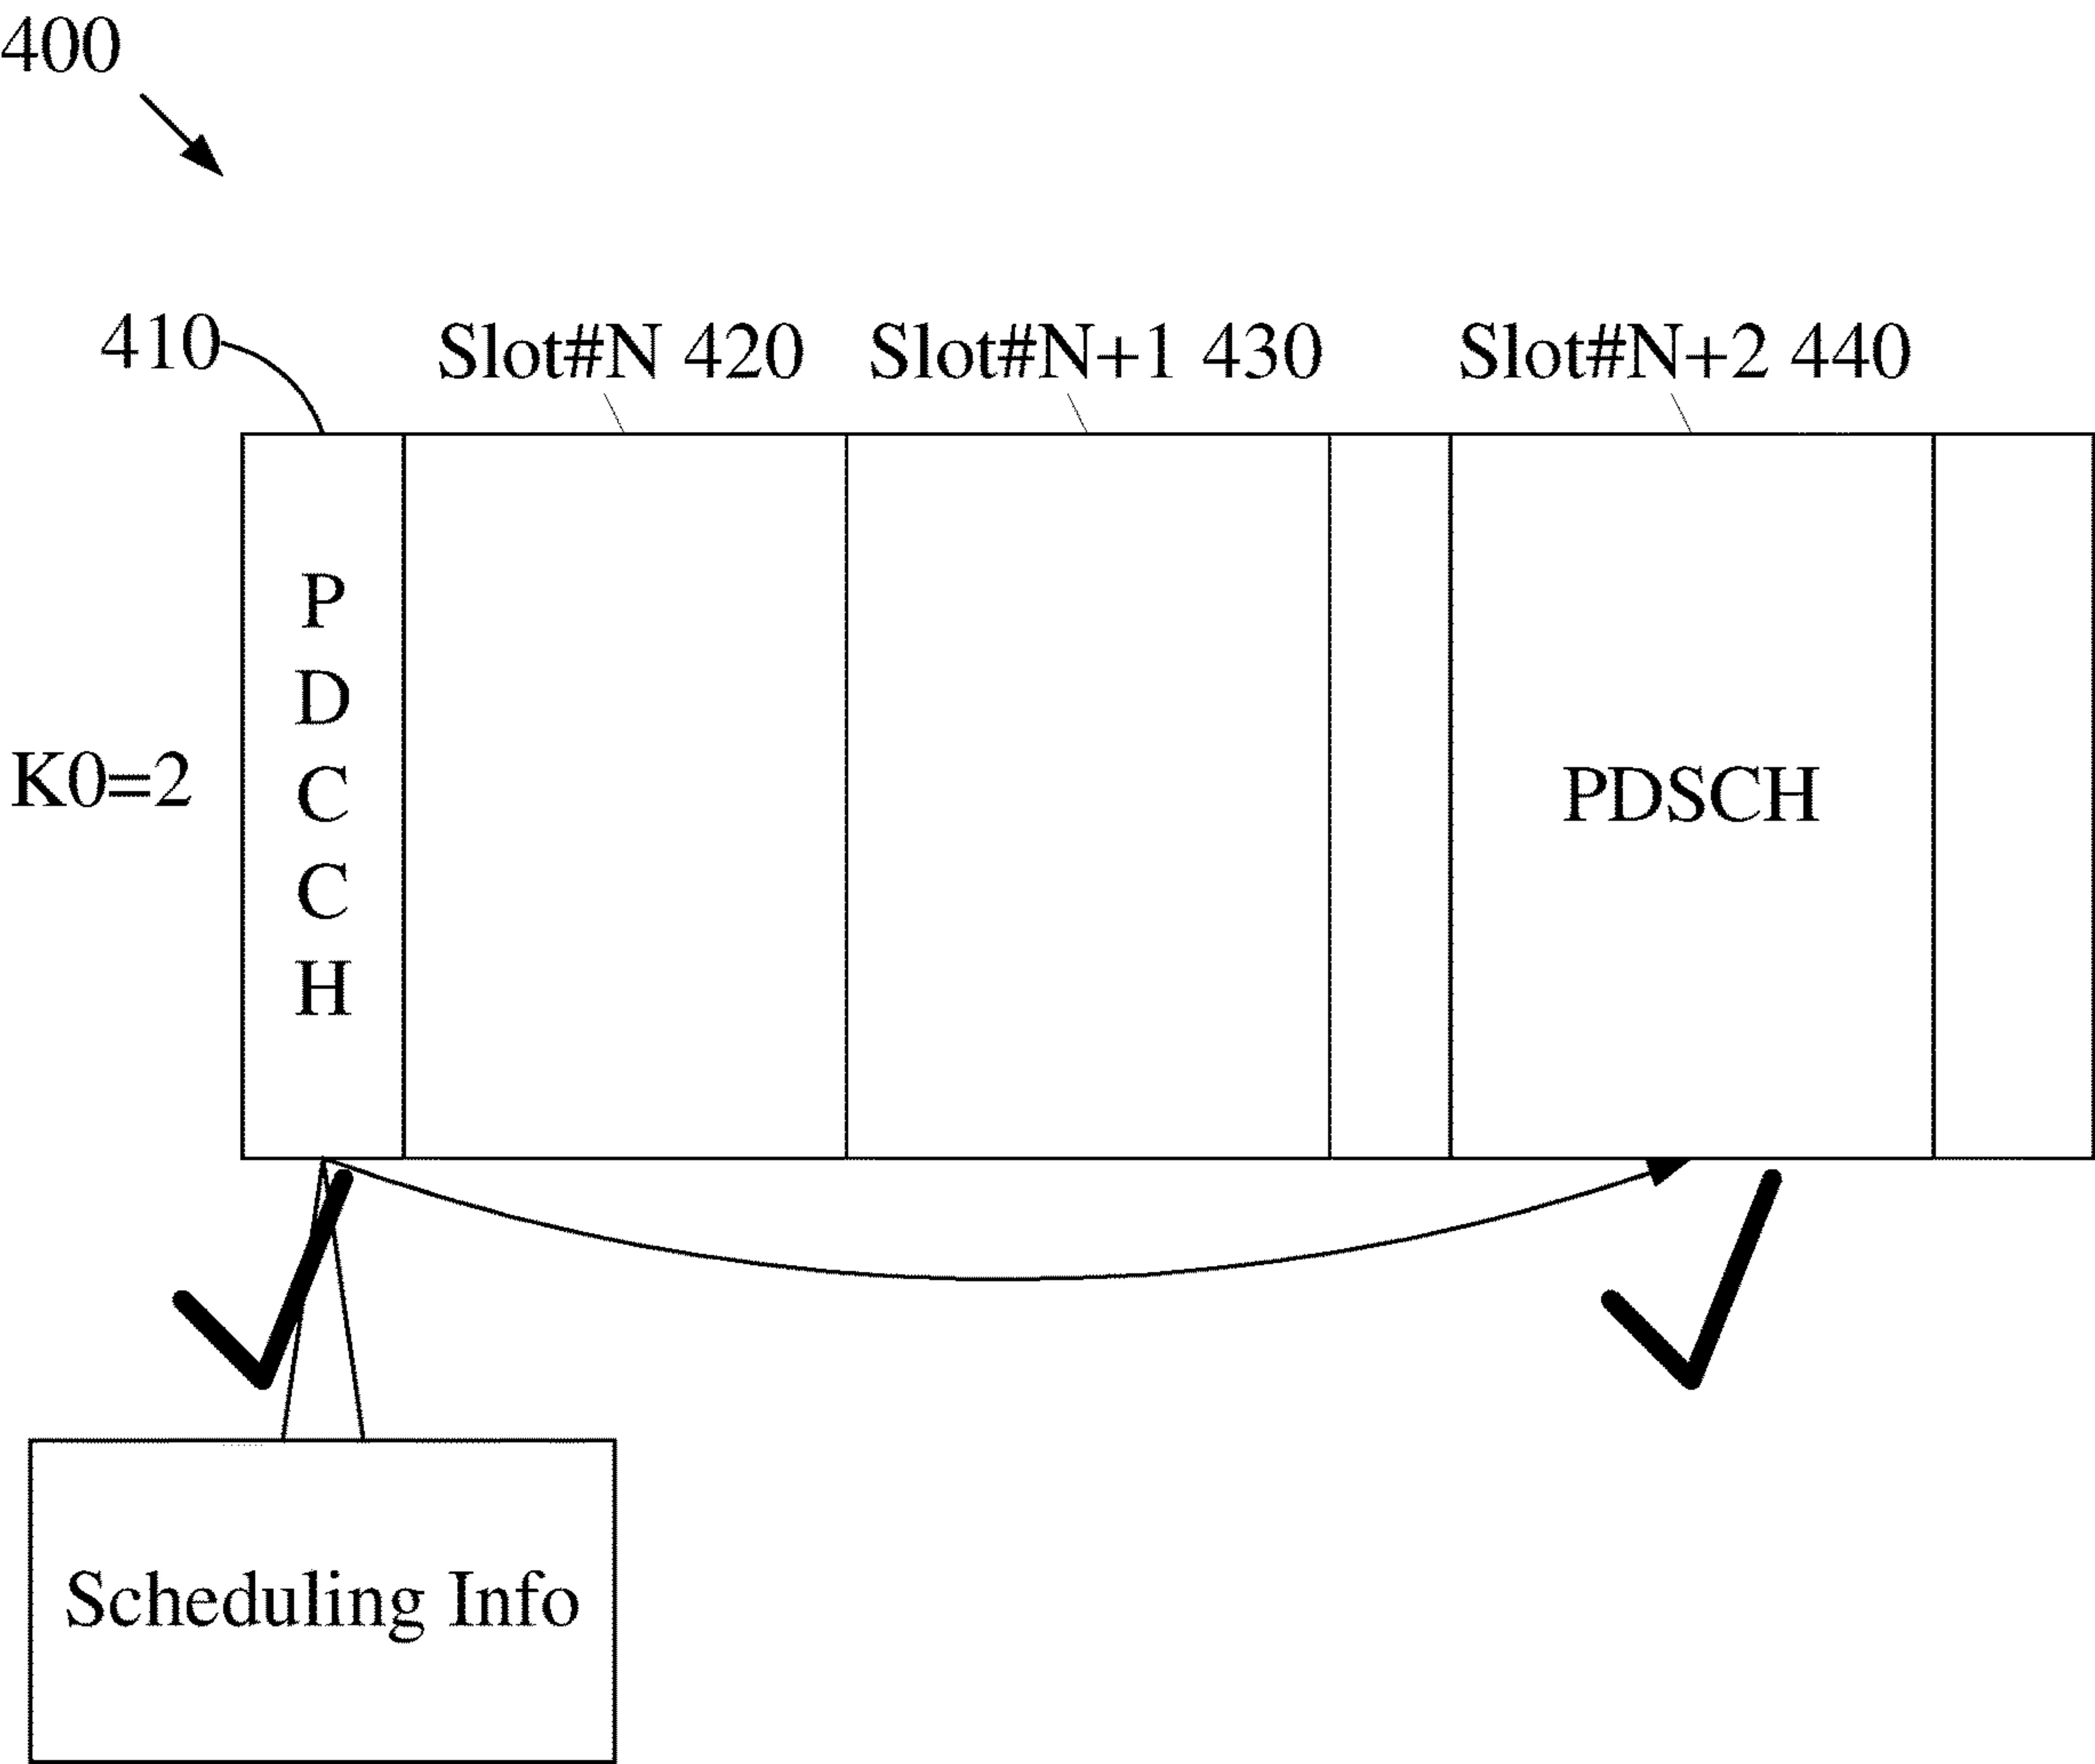 400
410
Slot#N 420
Slot#N+1 430
Slot#N+2 440
P
D
C
C
H
K0=2
PDSCH
Scheduling Info